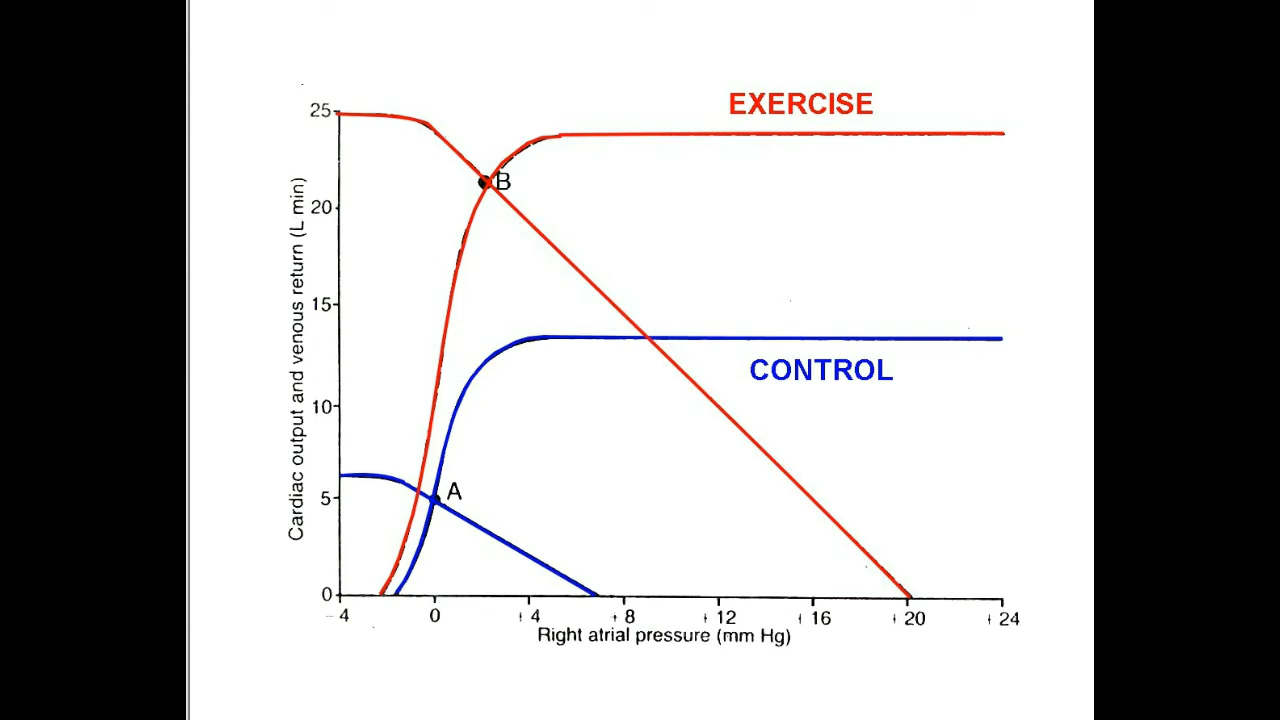 EXERCISE
25
B
20
Cardiac output and venous return (L min)
15
CONTROL
10
A
5
0
-4 0 +4 +8 +12 +16 +20 +24
Right atrial pressure (mm Hg)